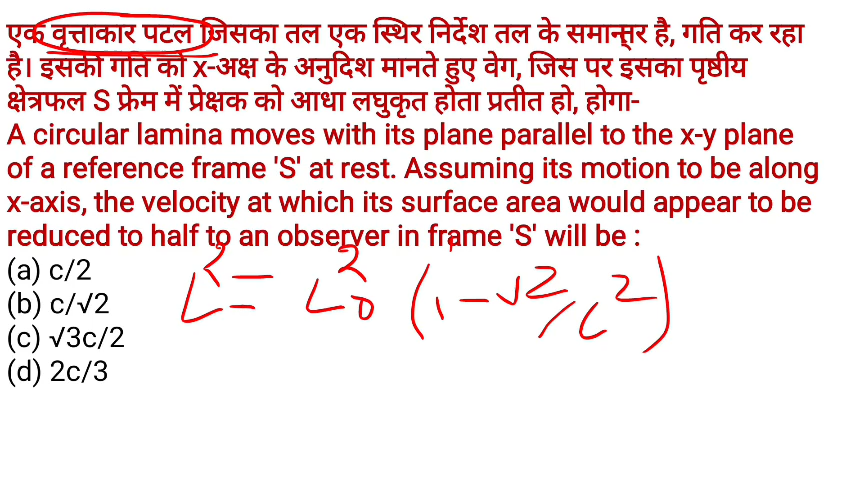 एक वृत्ताकार पटल जिसका तल एक स्थिर निर्देश तल के समान्त्र है, गति कर रहा
है। इसकी गति को x-अक्ष के अनुदिश मानते हुए वेग, जिस पर इसका पृष्ठीय
क्षेत्रफल S फ्रेम में प्रेक्षक को आधा लघुकृत होता प्रतीत हो, होगा-
A circular lamina moves with its plane parallel to the x-y plane
of a reference frame 'S' at rest. Assuming its motion to be along
x-axis, the velocity at which its surface area would appear to be
reduced to half to an observer in frame 'S' will be :
(a) c/2
(b) c/√2
(c) √3c/2
(d) 2c/3
L² = L₀² (1 - v2/c²)